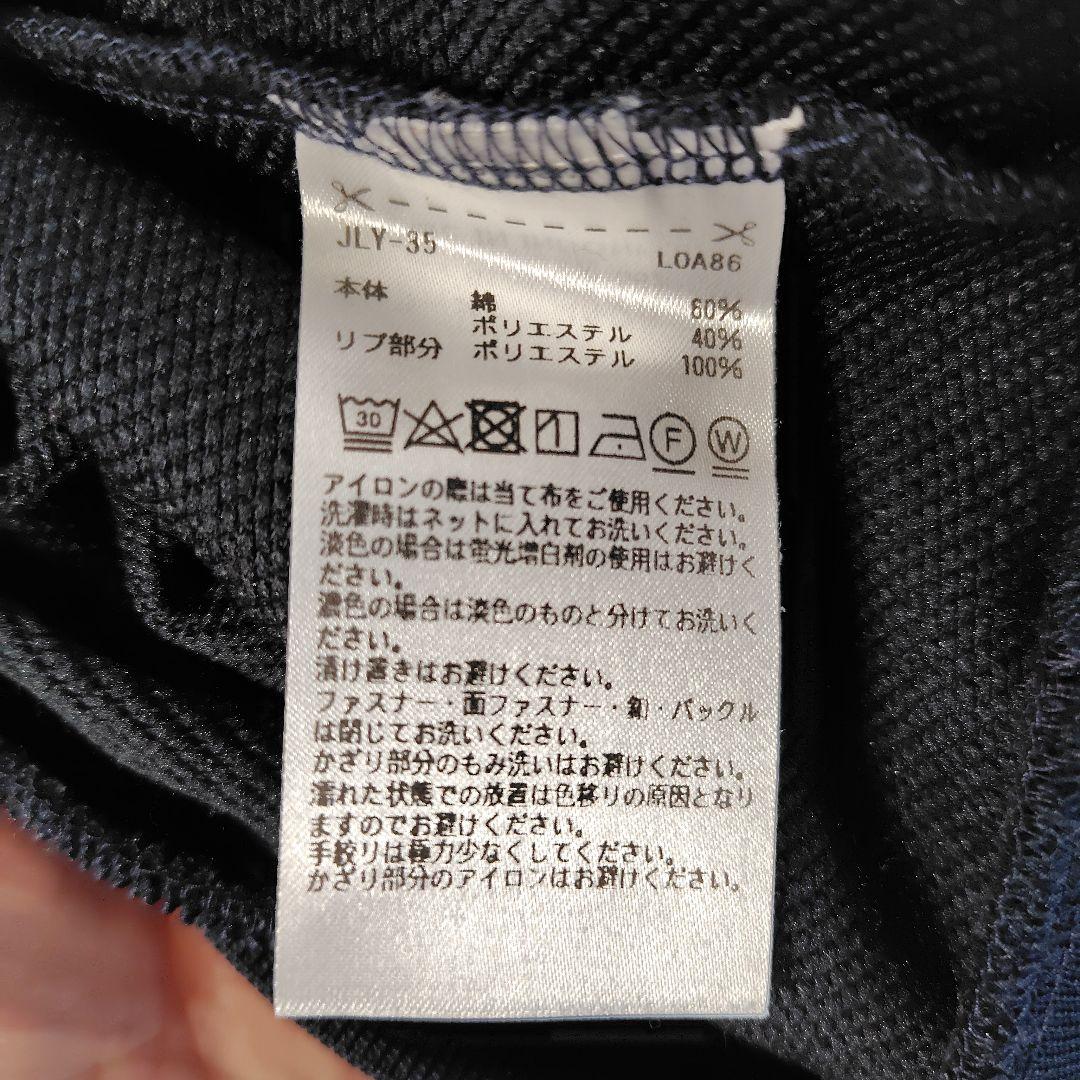 JLY-35 LOA86
本体 綿 60%
ポリエステル 40%
リブ部分 ポリエステル 100%
30 F W
アイロンの際は当て布をご使用ください。
洗濯時はネットに入れてお洗いください。
淡色の場合は蛍光増白剤の使用はお避けく
ださい。
濃色の場合は淡色のものと分けてお洗いく
ださい。
漬け置きはお避けください。
ファスナー・面ファスナー・釦・バックル
は閉じてお洗いください。
かざり部分のもみ洗いはお避けください。
濡れた状態での放置は色移りの原因となり
ますのでお避けください。
手絞りは極力少なくしてください。
かざり部分のアイロンはお避けください。